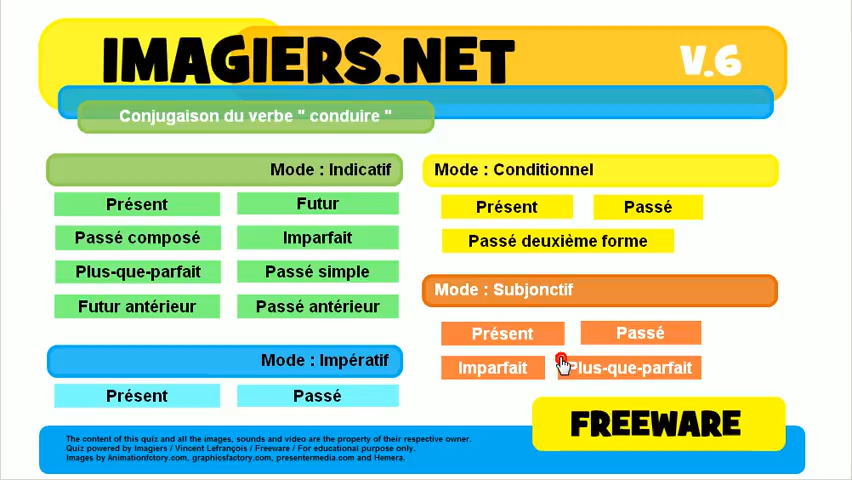 IMAGIERS.NET
V.6
Conjugaison du verbe " conduire "
Mode : Indicatif
Présent
Futur
Passé composé
Imparfait
Plus-que-parfait
Passé simple
Futur antérieur
Passé antérieur
Mode : Impératif
Présent
Passé
Mode : Conditionnel
Présent
Passé
Passé deuxième forme
Mode : Subjonctif
Présent
Passé
Imparfait
Plus-que-parfait
FREEWARE
The content of this quiz and all the images, sounds and video are the property of their respective owner.
Quiz powered by Imagiers / Vincent Lefrançois / Freeware / For educational purpose only.
Images by Animationfctory.com, graphicsfactory.com, presentermedia.com and Hemera.